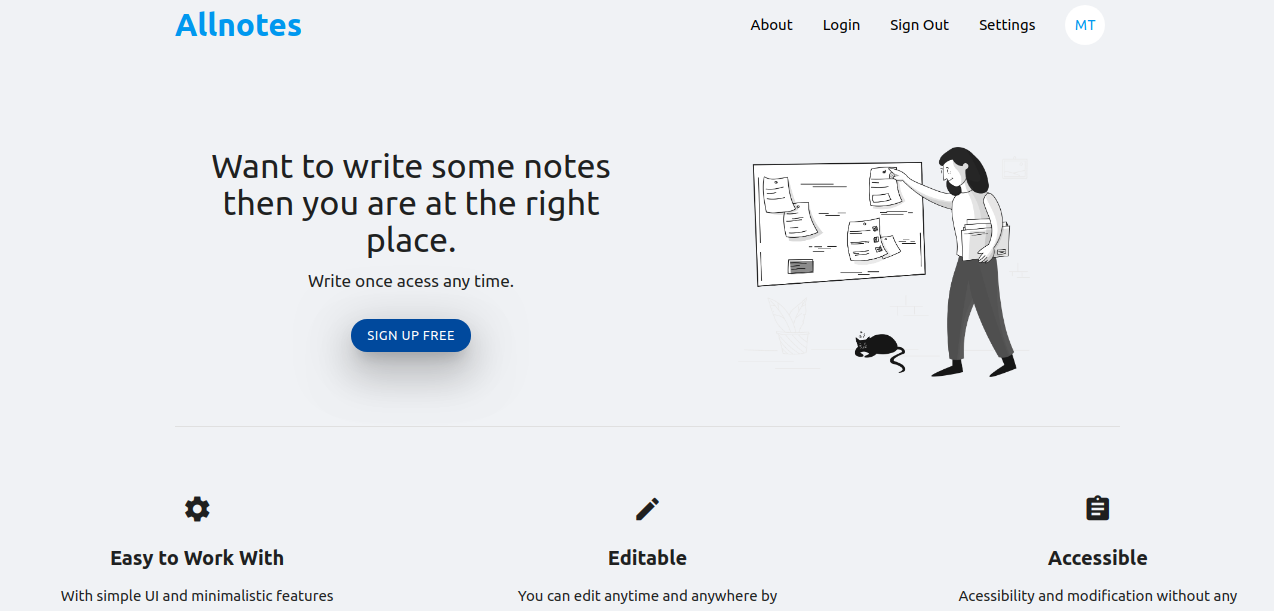 Allnotes
About Login Sign Out Settings MT
Want to write some notes
then you are at the right
place.
Write once acess any time.
SIGN UP FREE
Easy to Work With
Editable
Accessible
With simple UI and minimalistic features
You can edit anytime and anywhere by
Acessibility and modification without any